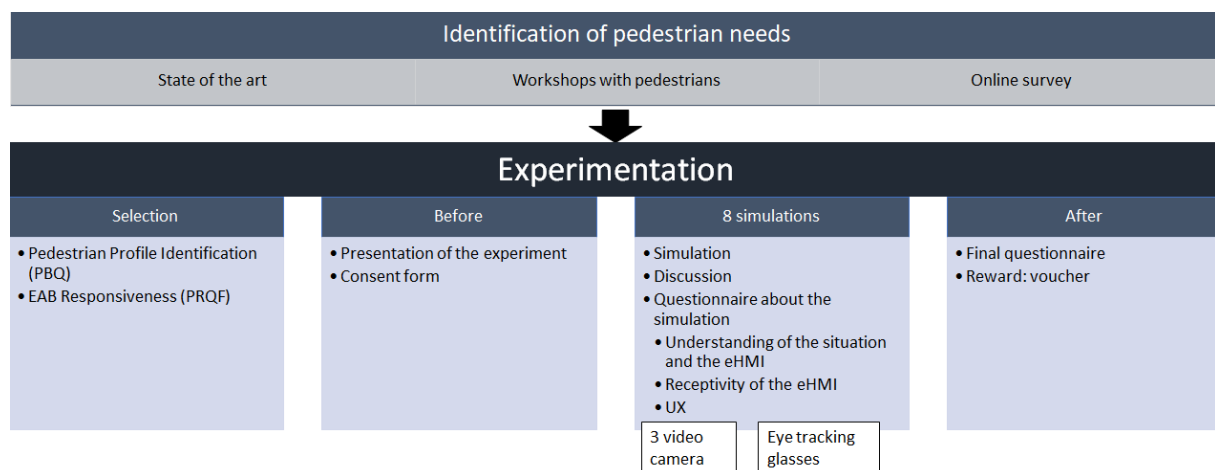 Identification of pedestrian needs
State of the art
Workshops with pedestrians
Online survey
Experimentation
Selection
• Pedestrian Profile Identification
(PBQ)
• EAB Responsiveness (PRQF)
Before
• Presentation of the experiment
• Consent form
8 simulations
• Simulation
• Discussion
• Questionnaire about the
simulation
• Understanding of the situation
and the eHMI
• Receptivity of the eHMI
• UX
3 video
camera
Eye tracking
glasses
After
• Final questionnaire
• Reward: voucher